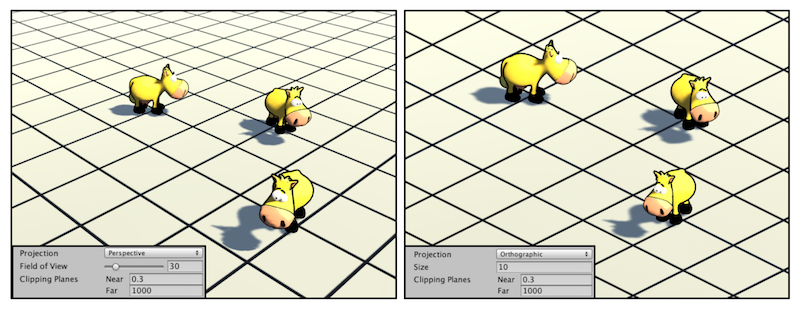 Projection Perspective
Field of View 30
Clipping Planes Near 0.3
Far 1000
Projection Orthographic
Size 10
Clipping Planes Near 0.3
Far 1000